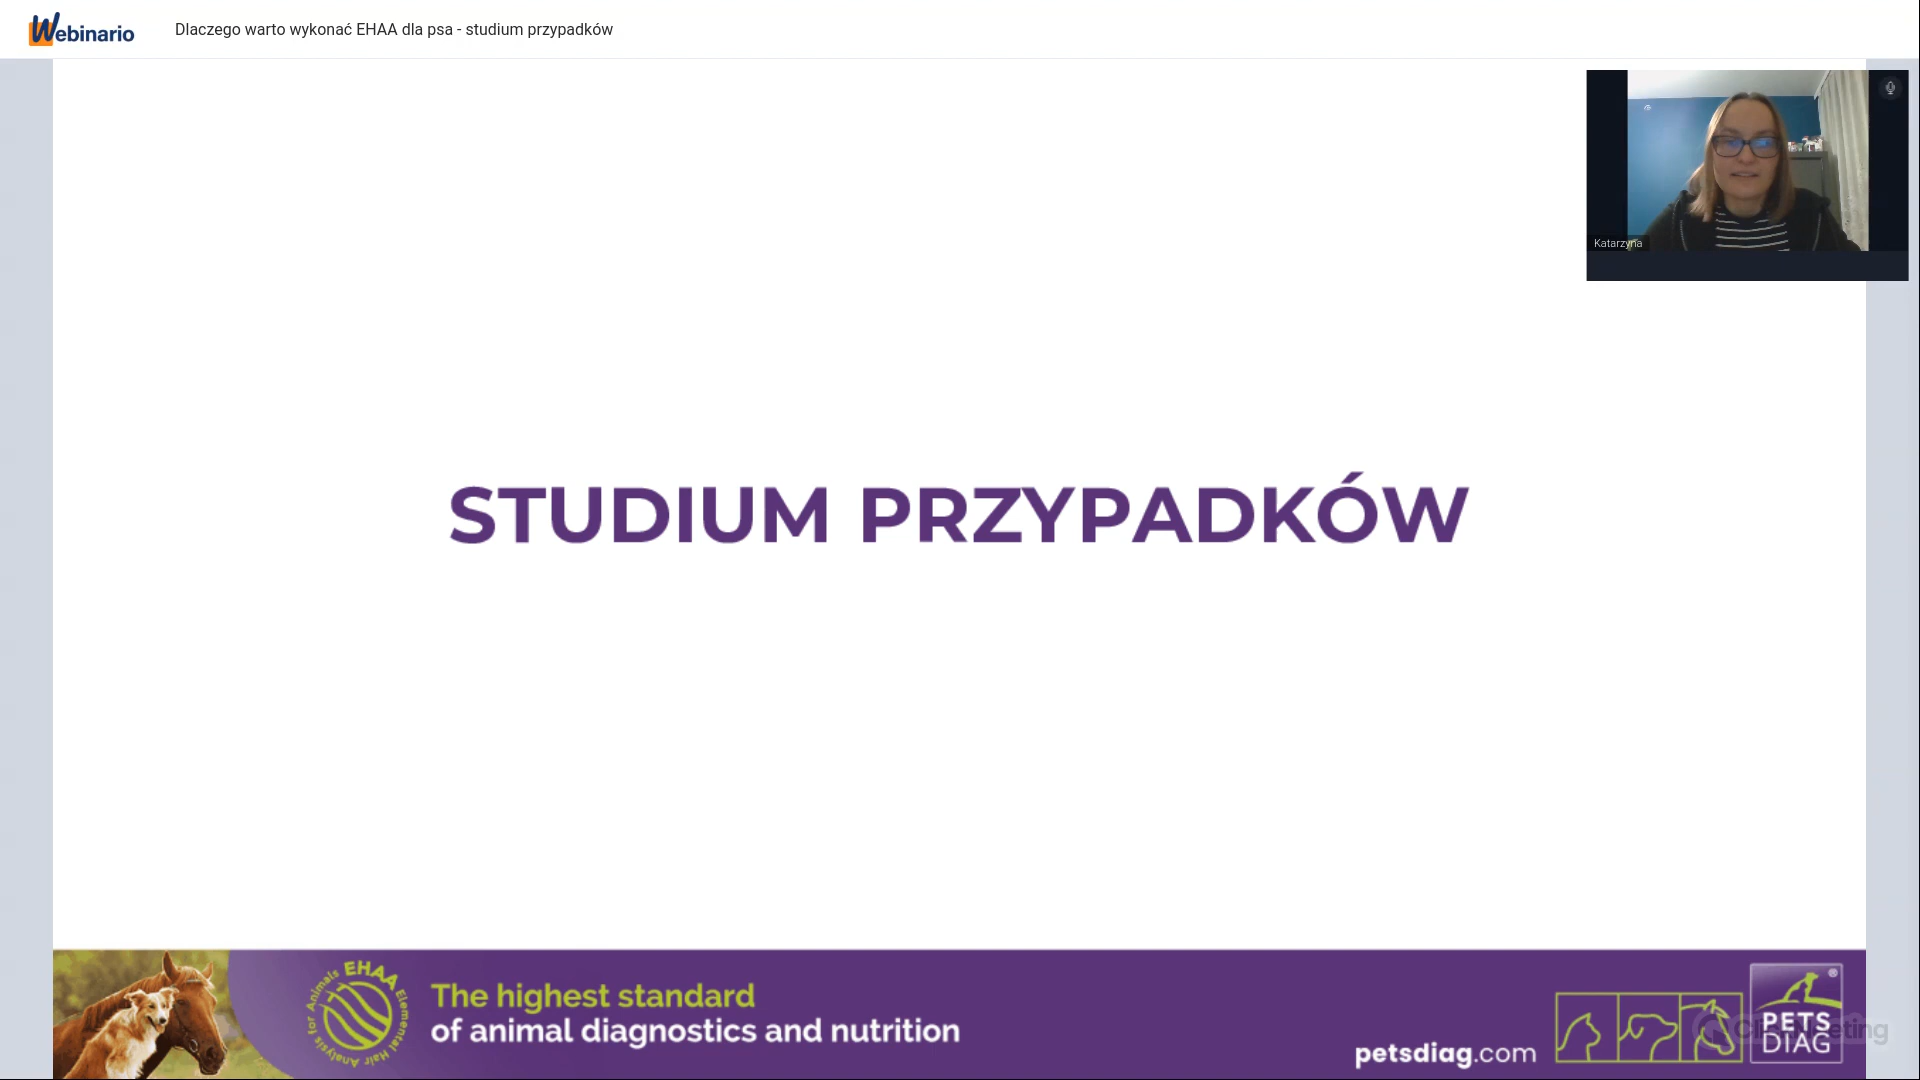 Webinario
Dlaczego warto wykonać EHAA dla psa - studium przypadków
Katarzyna
STUDIUM PRZYPADKÓW
EHAA Elemental Hair Analysis for Animals
The highest standard
of animal diagnostics and nutrition
petsdiag.com
PETS
DIAG
®
ClickMeeting